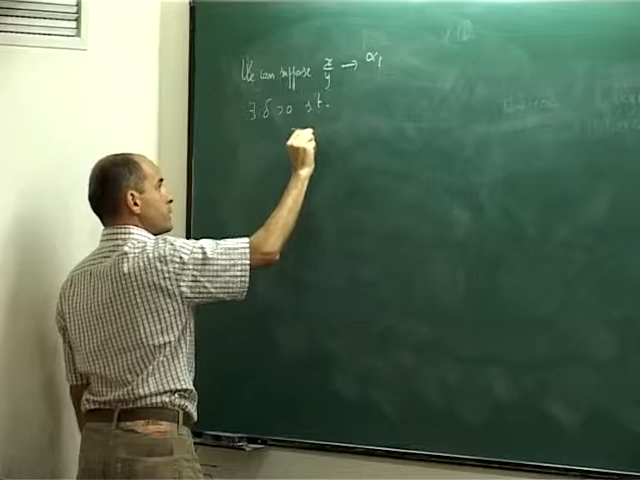 We can suppose x/y → α₁
∃ δ > 0 s.t.